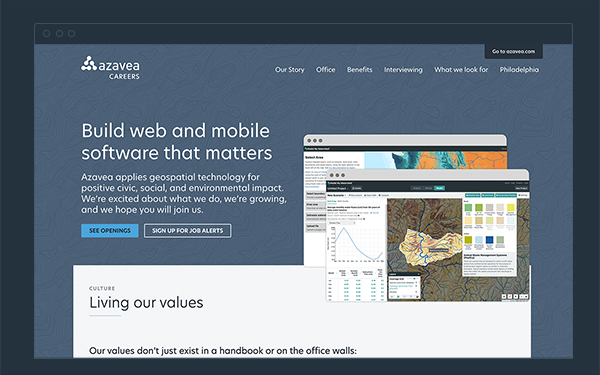 Go to azavea.com
azavea
CAREERS
Our Story Office Benefits Interviewing What we look for Philadelphia
Build web and mobile
software that matters
Azavea applies geospatial technology for
positive civic, social, and environmental impact.
We're excited about what we do, we're growing,
and we hope you will join us.
SEE OPENINGS
SIGN UP FOR JOB ALERTS
Select Area
CULTURE
Living our values
Our values don't just exist in a handbook or on the office walls: